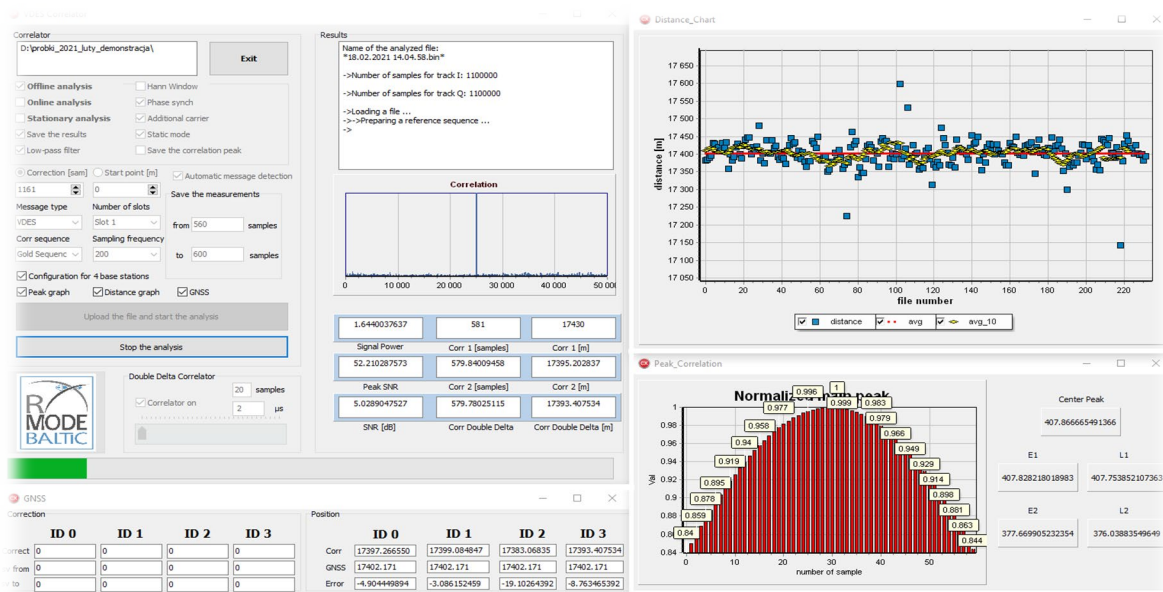 Correlator
D:\probki_2021_luty_demonstracja\
Exit
Offline analysis
Hann Window
Online analysis
Phase synch
Stationary analysis
Additional carrier
Save the results
Static mode
Low-pass filter
Save the correlation peak
Correction [sam]
Start point [m]
Automatic message detection
1161
0
Save the measurements
Message type
Number of slots
VDES
Slot 1
from 560 samples
Corr sequence
Sampling frequency
Gold Sequenc
200
to 600 samples
Configuration for 4 base stations
Peak graph
Distance graph
GNSS
Upload the file and start the analysis
Stop the analysis
R
MODE
BALTIC
Double Delta Correlator
20 samples
Correlator on
2 µs
Results
Name of the analyzed file:
"18.02.2021 14.04.58.bin"
->Number of samples for track I: 1100000
->Number of samples for track Q: 1100000
->Loading a file ...
->->Preparing a reference sequence ...
->
Correlation
0 10 000 20 000 30 000 40 000 50 000
1.6440037637 581 17430
Signal Power Corr 1 [samples] Corr 1 [m]
52.210287573 579.84009458 17395.202837
Peak SNR Corr 2 [samples] Corr 2 [m]
5.0289047527 579.78025115 17393.407534
SNR [dB] Corr Double Delta Corr Double Delta [m]
GNSS
Correction
ID 0 ID 1 ID 2 ID 3
0 0 0 0
from 0 0 0 0
to 0 0 0 0
Position
ID 0 ID 1 ID 2 ID 3
Corr 17397.266550 17399.084847 17383.06835 17393.407534
GNSS 17402.171 17402.171 17402.171 17402.171
Error -4.904449894 -3.086152459 -19.10264392 -8.763465392
Distance_Chart
distance [m]
17 650
17 600
17 550
17 500
17 450
17 400
17 350
17 300
17 250
17 200
17 150
17 100
17 050
0 20 40 60 80 100 120 140 160 180 200 220
file number
distance avg avg_10
Peak_Correlation
Normalized main peak
Val
1
0.98
0.96
0.94
0.92
0.9
0.88
0.86
0.84
0.84
0.859
0.878
0.895
0.919
0.94
0.958
0.977
0.996
1
0.999
0.983
0.979
0.966
0.949
0.929
0.914
0.898
0.881
0.863
0.844
0 10 20 30 40 50
number of sample
Center Peak
407.866665491366
E1 L1
407.828218018983 407.753852107363
E2 L2
377.669905232354 376.03883549649